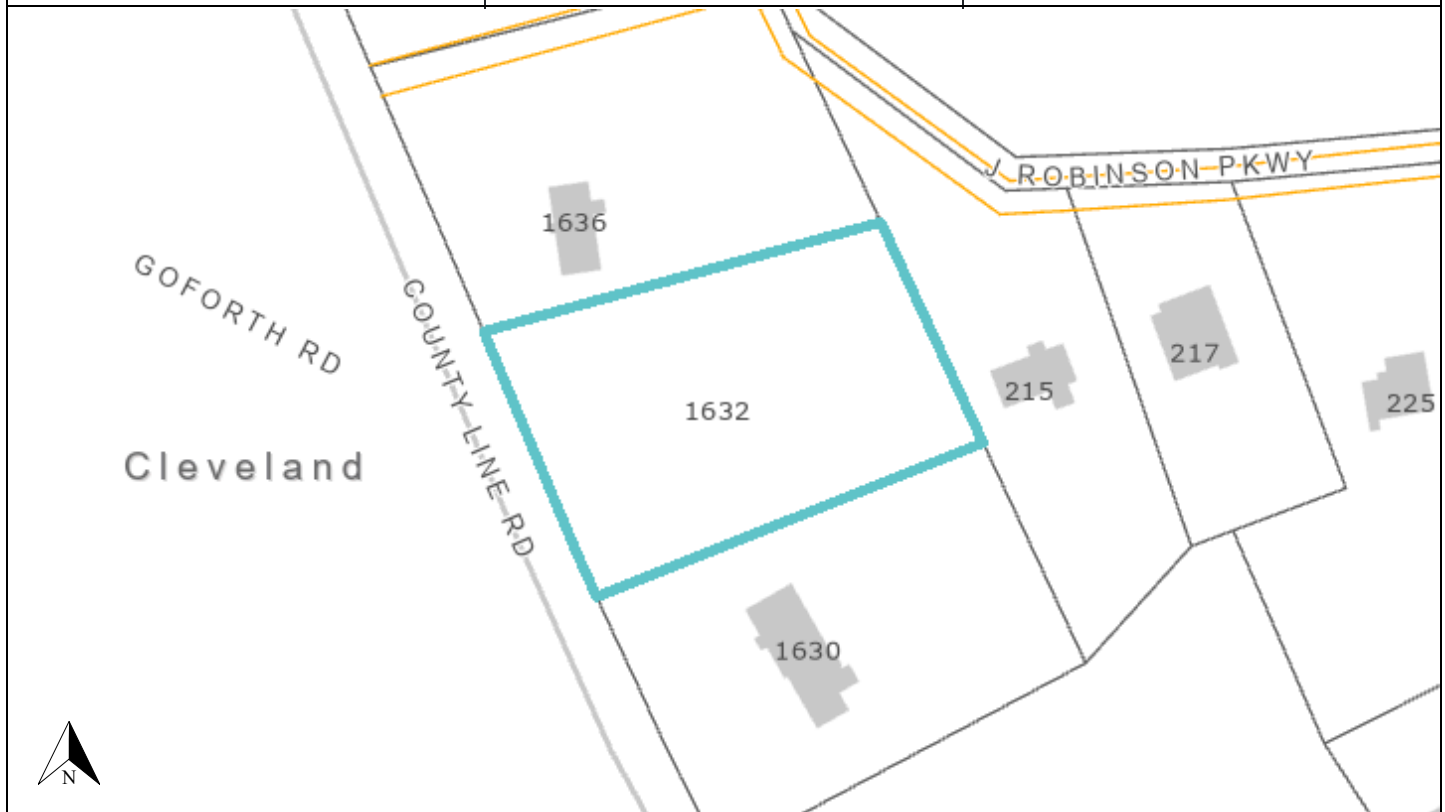 J ROBINSON PKWY
1636
GOFORTH RD
COUNTY LINE RD
217
215
225
1632
Cleveland
1630
N